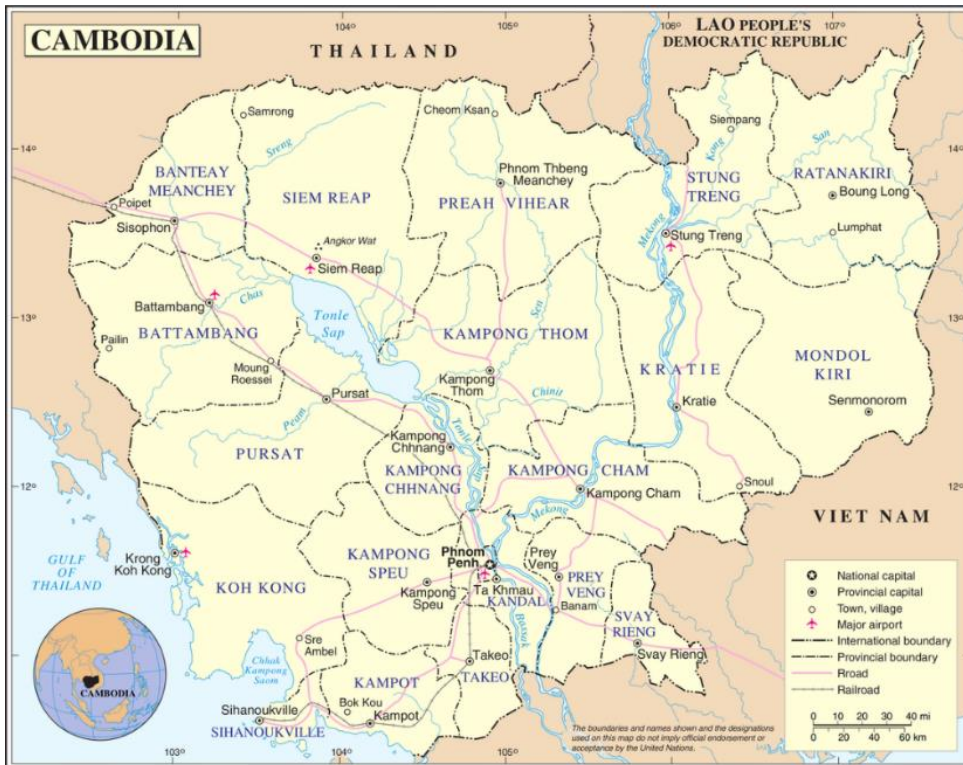 CAMBODIA
104°
105°
106°
107°
THAILAND
LAO PEOPLE'S
DEMOCRATIC REPUBLIC
Samrong
Cheom Ksan
Siempang
14°
14°
Sreng
Kong
San
BANTEAY
MEANCHEY
SIEM REAP
Phnom Thbeng
Meanchey
PREAH VIHEAR
STUNG
TRENG
RATANAKIRI
Boung Long
Poipet
Sisophon
Angkor Wat
Siem Reap
Mekong
Stung Treng
Lumphat
Battambang
Chas
Sen
13°
13°
BATTAMBANG
Tonle
Sap
KAMPONG THOM
Pailin
Moung
Roessei
KRATIE
MONDOL
KIRI
Kampong
Thom
Chinit
Pursat
Kratie
Senmonorom
Peam
Kampong
Chhnang
Tonle
Sap
PURSAT
KAMPONG
CHHNANG
KAMPONG CHAM
Snoul
12°
12°
Kampong Cham
Mekong
VIET NAM
GULF
OF
THAILAND
Krong
Koh Kong
KOH KONG
KAMPONG
SPEU
Kampong
Speu
Phnom
Penh
Prey
Veng
PREY
VENG
Ta Khmau
KANDAL
Banam
SVAY
RIENG
Svay Rieng
Bassak
Sre
Ambel
Chhak
Kampong
Saom
Takeo
TAKEO
KAMPOT
Bok Kou
Kampot
Sihanoukville
SIHANOUKVILLE
CAMBODIA
National capital
Provincial capital
Town, village
Major airport
International boundary
Provincial boundary
Rroad
Railroad
0 20 40 mi
0 20 40 60 km
The boundaries and names shown and the designations
used on this map do not imply official endorsement or
acceptance by the United Nations.
103°
104°
105°